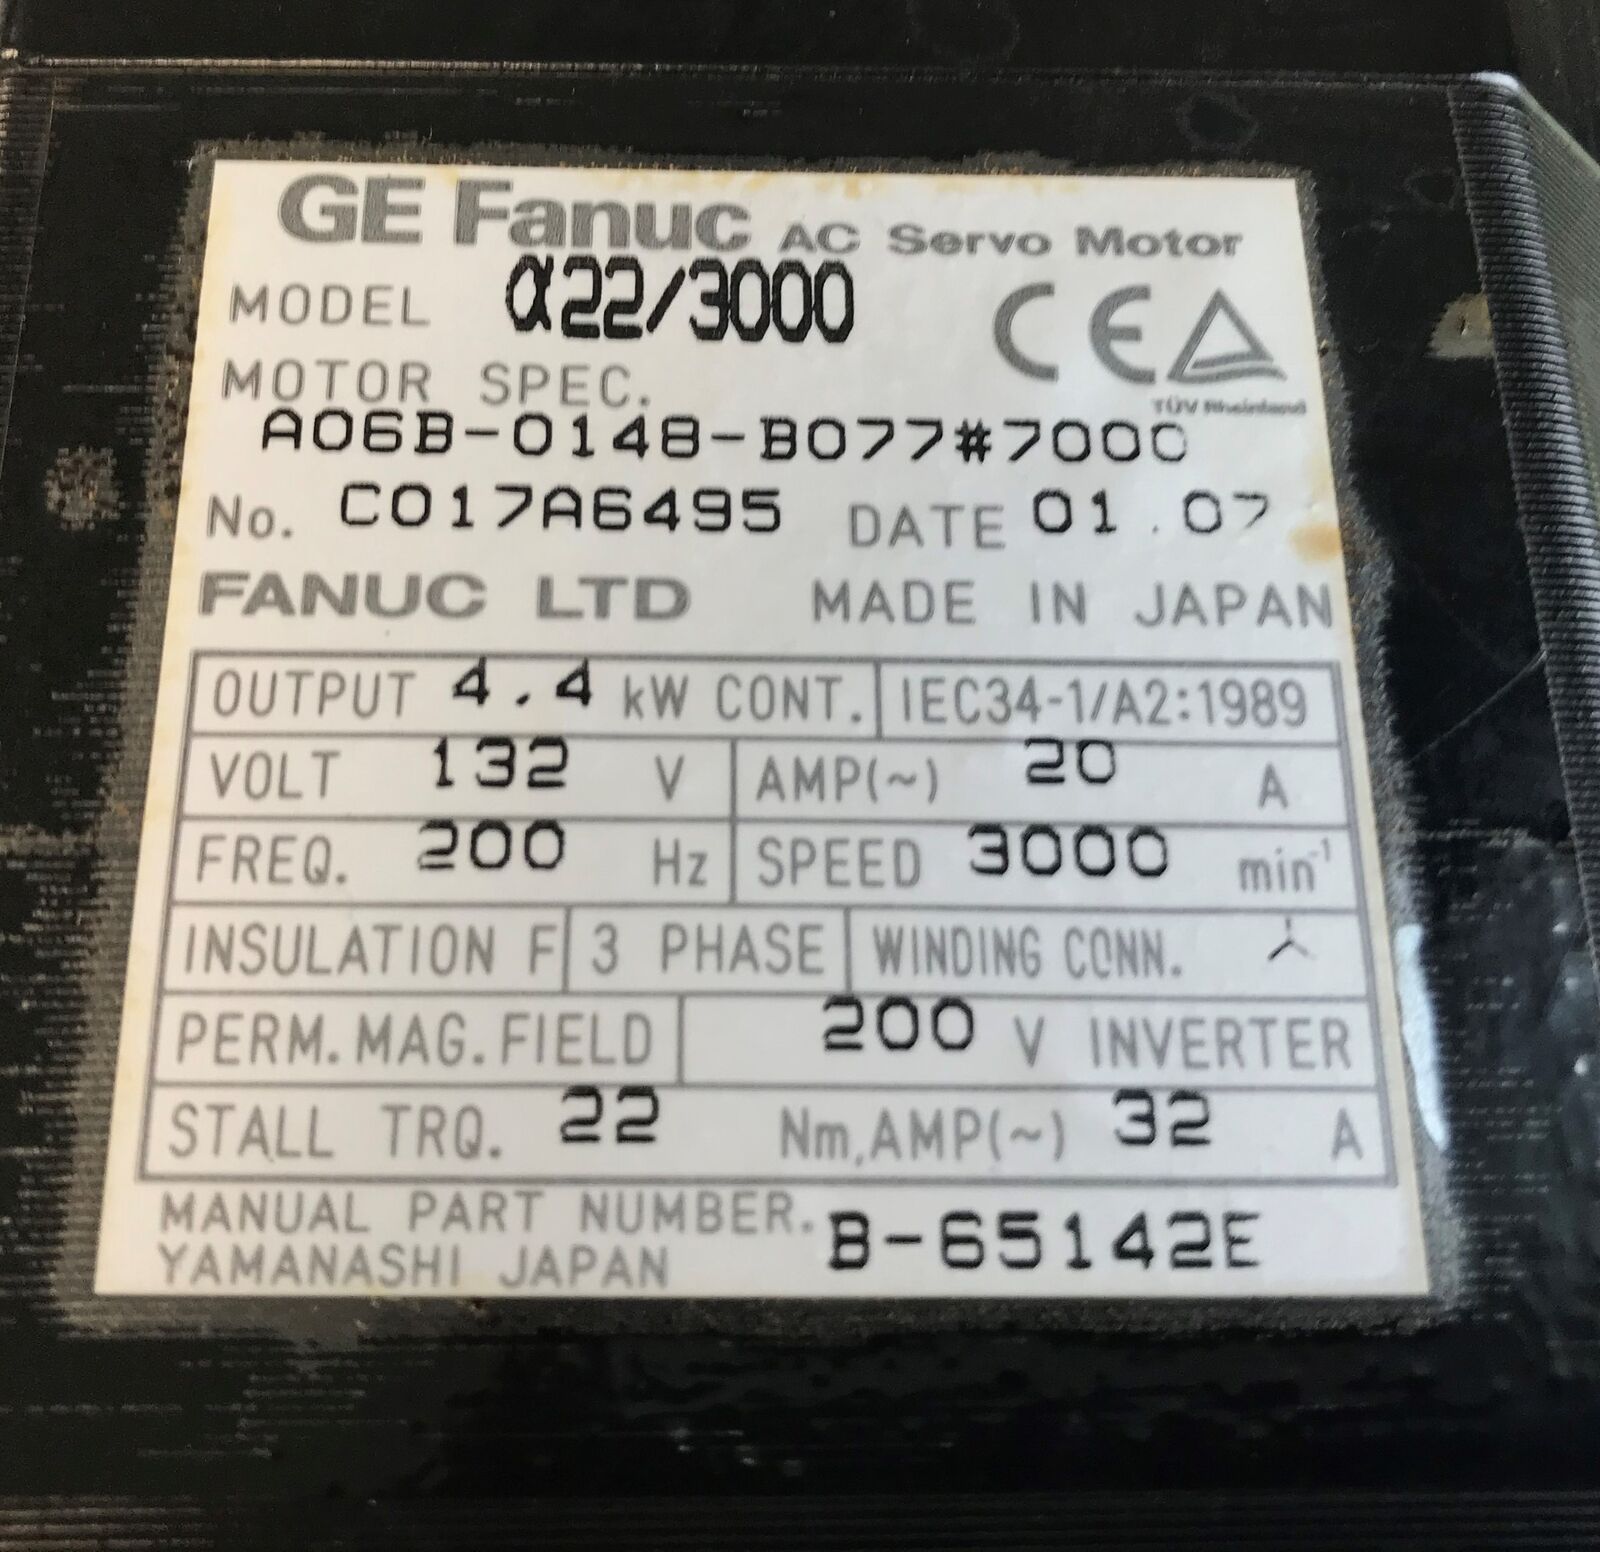 GE Fanuc AC Servo Motor
MODEL α22/3000
CE
TÜV Rheinland
MOTOR SPEC.
A06B-0148-B077#7000
No. C017A6495 DATE 01.07
FANUC LTD MADE IN JAPAN
OUTPUT 4.4 kW CONT. IEC34-1/A2:1989
VOLT 132 V AMP(~) 20 A
FREQ. 200 Hz SPEED 3000 min-1
INSULATION F 3 PHASE WINDING CONN.
PERM.MAG.FIELD 200 V INVERTER
STALL TRQ. 22 Nm,AMP(~) 32 A
MANUAL PART NUMBER. B-65142E
YAMANASHI JAPAN